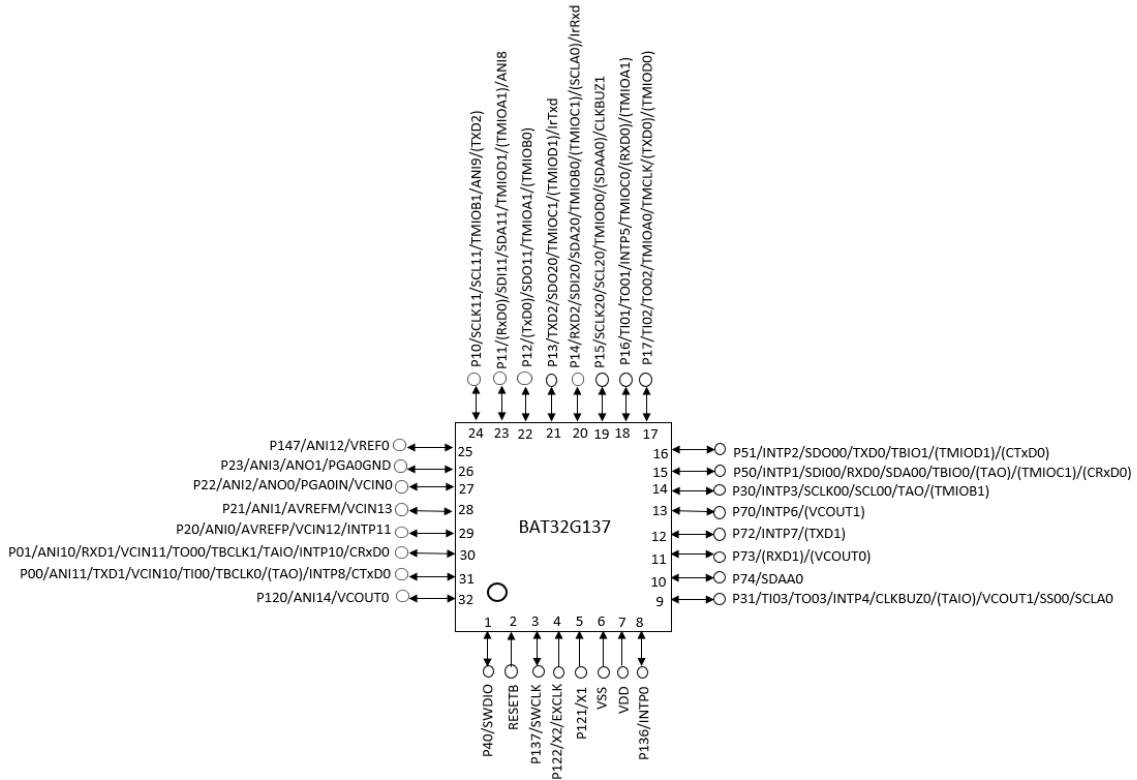 P10/SCLK11/SCL11/TMIOB1/ANI9/(TXD2)
P11/(RxD0)/SDI11/SDA11/TMIOD1/(TMIOA1)/ANI8
P12/(TxD0)/SDO11/TMIOA1/(TMIOB0)
P13/TXD2/SDO20/TMIOC1/(TMIOD1)/IrTxd
P14/RXD2/SDI20/SDA20/TMIOB0/(TMIOC1)/(SCLA0)/IrRxd
P15/SCLK20/SCL20/TMIOD0/(SDAA0)/CLKBUZ1
P16/TI01/TO01/INTP5/TMIOC0/(RXD0)/(TMIOA1)
P17/TI02/TO02/TMIOA0/TMCLK/(TXD0)/(TMIOD0)
24 23 22 21 20 19 18 17
P147/ANI12/VREF0 25
P23/ANI3/ANO1/PGA0GND 26
P22/ANI2/ANO0/PGA0IN/VCIN0 27
P21/ANI1/AVREFM/VCIN13 28
P20/ANI0/AVREFP/VCIN12/INTP11 29
P01/ANI10/RXD1/VCIN11/TO00/TBCLK1/TAIO/INTP10/CRxD0 30
P00/ANI11/TXD1/VCIN10/TI00/TBCLK0/(TAO)/INTP8/CTxD0 31
P120/ANI14/VCOUT0 32
BAT32G137
16 P51/INTP2/SDO00/TXD0/TBIO1/(TMIOD1)/(CTxD0)
15 P50/INTP1/SDI00/RXD0/SDA00/TBIO0/(TAO)/(TMIOC1)/(CRxD0)
14 P30/INTP3/SCLK00/SCL00/TAO/(TMIOB1)
13 P70/INTP6/(VCOUT1)
12 P72/INTP7/(TXD1)
11 P73/(RXD1)/(VCOUT0)
10 P74/SDAA0
9 P31/TI03/TO03/INTP4/CLKBUZ0/(TAIO)/VCOUT1/SS00/SCLA0
1 2 3 4 5 6 7 8
P40/SWDIO
RESETB
P137/SWCLK
P122/X2/EXCLK
P121/X1
VSS
VDD
P136/INTP0